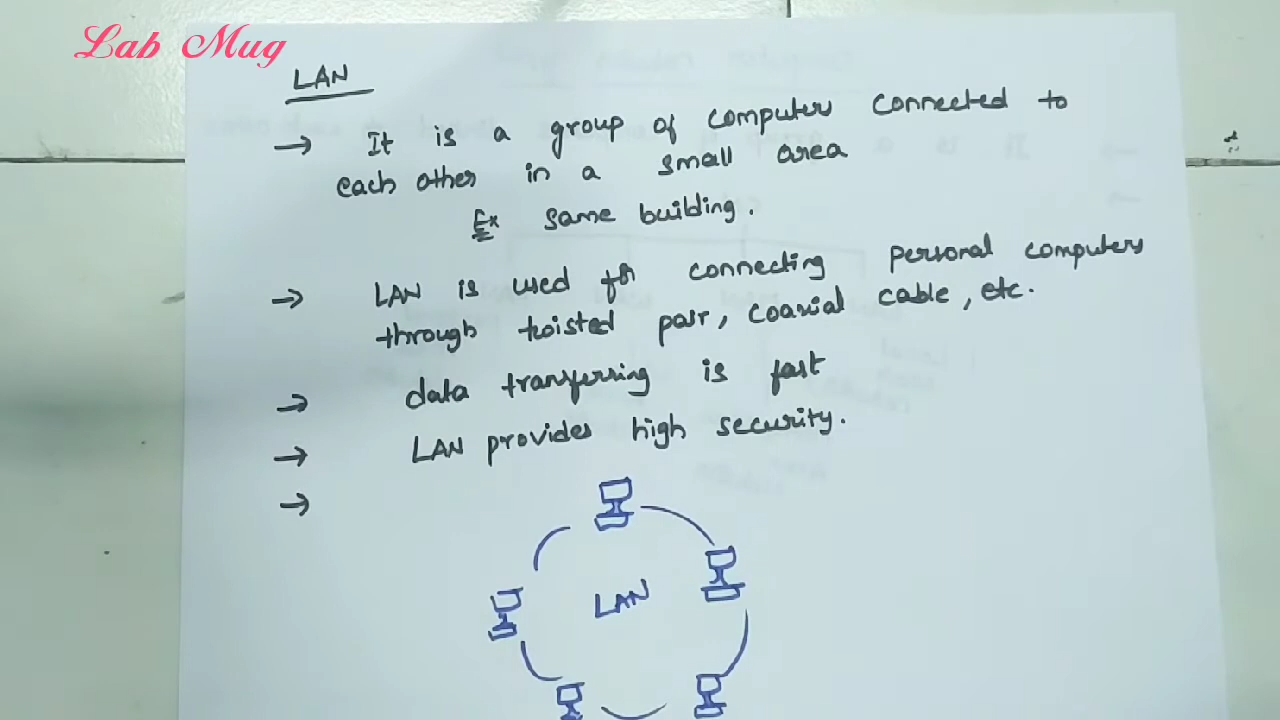 Lab Mug
LAN
→ It is a group of computers connected to
each other in a small area
Ex same building.
→ LAN is used for connecting personal computers
through twisted pair, coaxial cable, etc.
→ data transferring is fast
→ LAN provides high security.
→
LAN